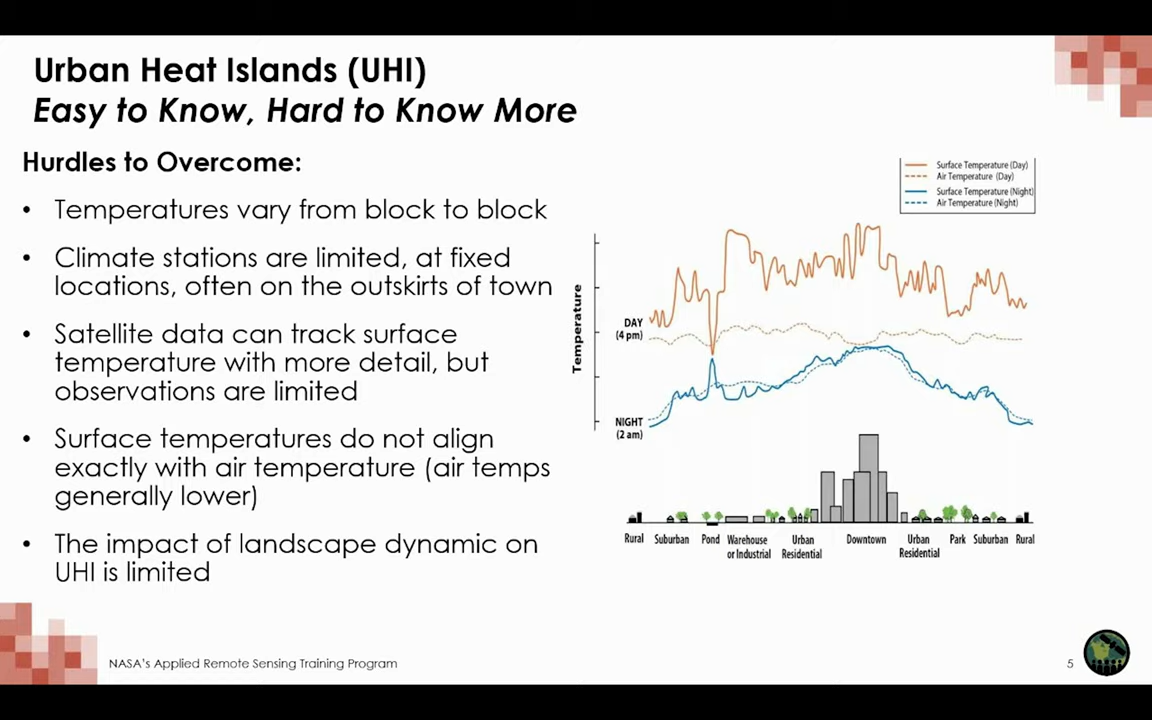 Urban Heat Islands (UHI)
Easy to Know, Hard to Know More
Hurdles to Overcome:
• Temperatures vary from block to block
• Climate stations are limited, at fixed
locations, often on the outskirts of town
• Satellite data can track surface
temperature with more detail, but
observations are limited
• Surface temperatures do not align
exactly with air temperature (air temps
generally lower)
• The impact of landscape dynamic on
UHI is limited
Surface Temperature (Day)
Air Temperature (Day)
Surface Temperature (Night)
Air Temperature (Night)
Temperature
DAY
(4 pm)
NIGHT
(2 am)
Rural Suburban Pond Warehouse Urban Downtown Urban Park Suburban Rural
or Industrial Residential Residential
NASA's Applied Remote Sensing Training Program
5